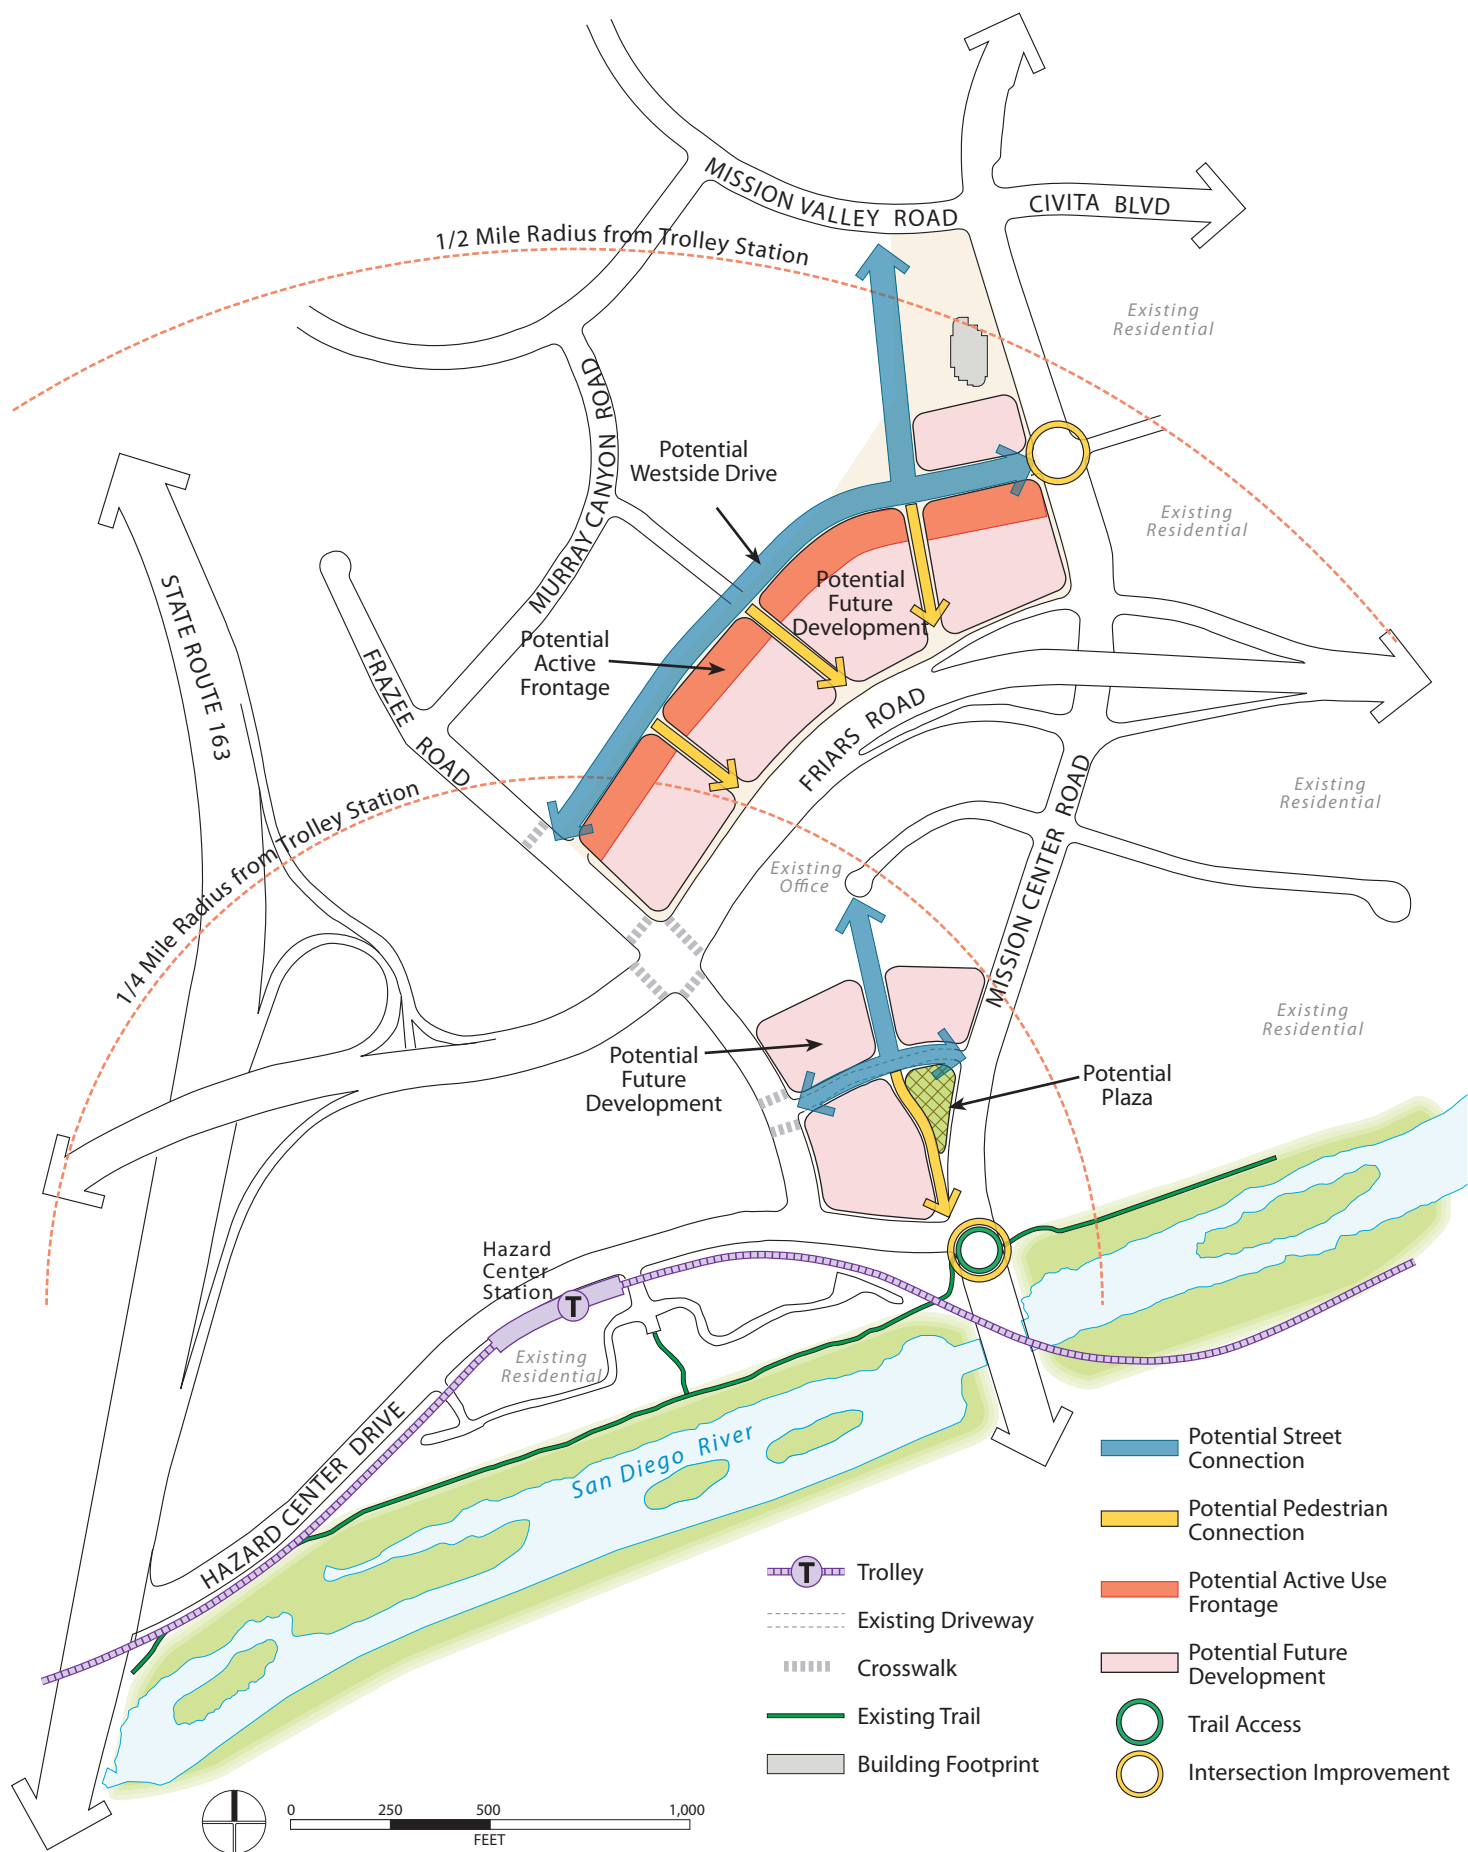 MISSION VALLEY ROAD
CIVITA BLVD
1/2 Mile Radius from Trolley Station
Existing
Residential
MURRAY CANYON ROAD
Potential
Westside Drive
Existing
Residential
STATE ROUTE 163
Potential
Future
Development
Potential
Active
Frontage
FRAZEE ROAD
FRIARS ROAD
MISSION CENTER ROAD
Existing
Residential
1/4 Mile Radius from Trolley Station
Existing
Office
Existing
Residential
Potential
Future
Development
Potential
Plaza
Hazard
Center
Station
T
Existing
Residential
San Diego River
HAZARD CENTER DRIVE
T
Trolley
Existing Driveway
Crosswalk
Existing Trail
Building Footprint
Potential Street
Connection
Potential Pedestrian
Connection
Potential Active Use
Frontage
Potential Future
Development
Trail Access
Intersection Improvement
0 250 500 1,000
FEET